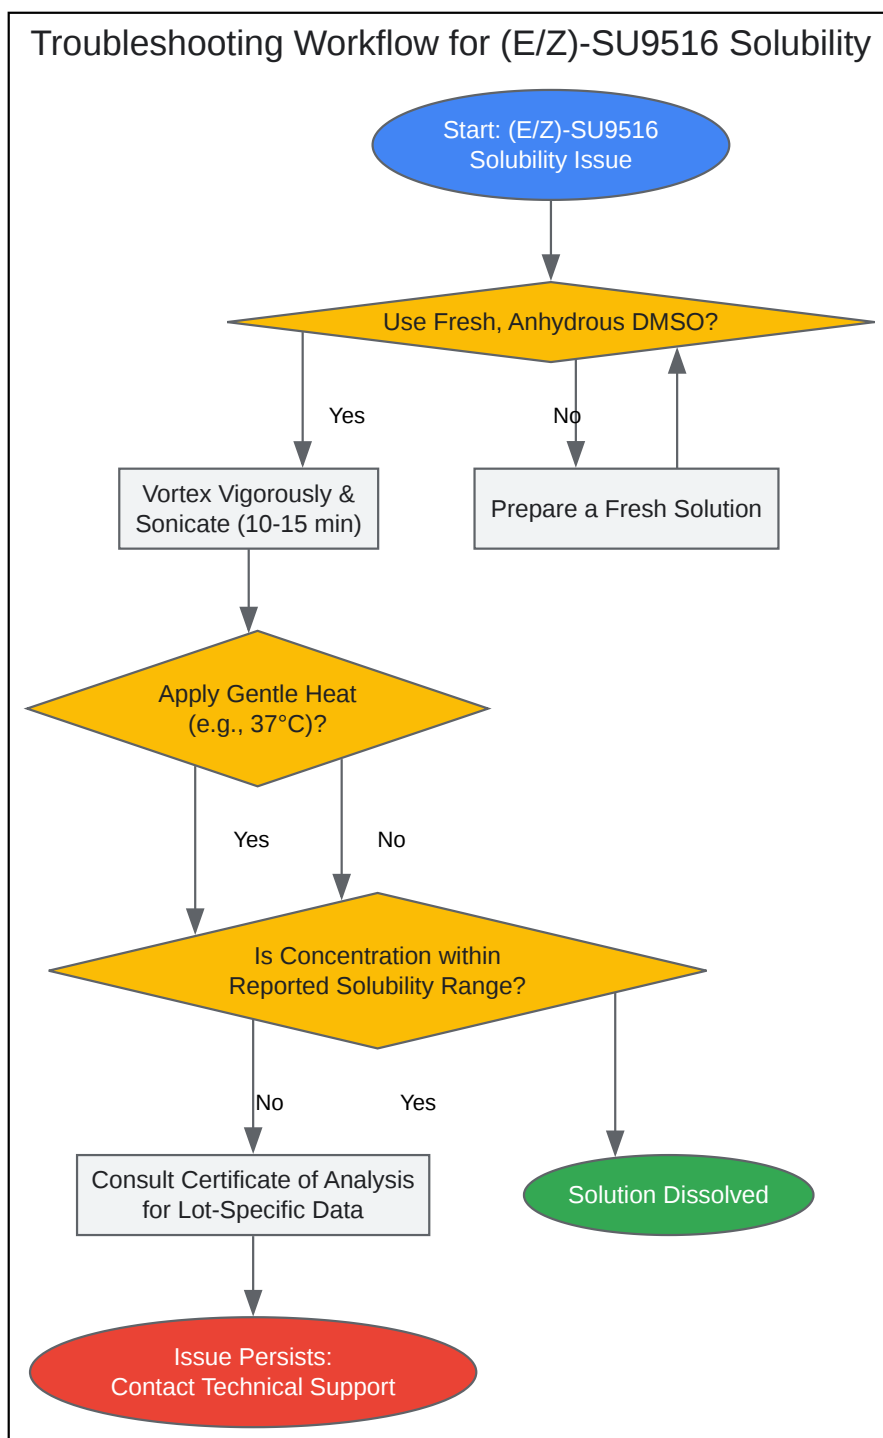 Troubleshooting Workflow for (E/Z)-SU9516 Solubility
Start: (E/Z)-SU9516
Solubility Issue
Use Fresh, Anhydrous DMSO?
Yes
No
Vortex Vigorously &
Sonicate (10-15 min)
Prepare a Fresh Solution
Apply Gentle Heat
(e.g., 37°C)?
Yes
No
Is Concentration within
Reported Solubility Range?
No
Yes
Consult Certificate of Analysis
for Lot-Specific Data
Solution Dissolved
Issue Persists:
Contact Technical Support